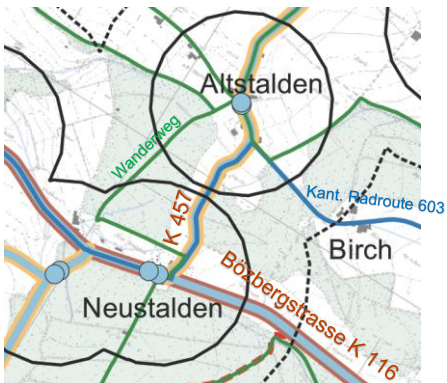 Altstalden
Wanderweg
Kant. Radroute 603
K 457
Birch
Bözbergstrasse K 116
Neustalden